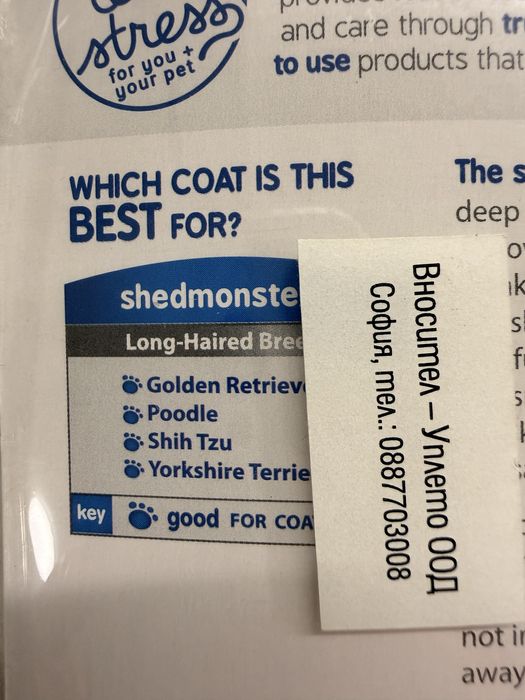 stress
for you +
your pet
and care through
to use products that
WHICH COAT IS THIS
BEST FOR?
shedmonste
Long-Haired Bree
Golden Retriev
Poodle
Shih Tzu
Yorkshire Terrie
key good FOR COA
The s
deep
not
away
Вносител – Уплето ООД
София, тел.: 0887703008